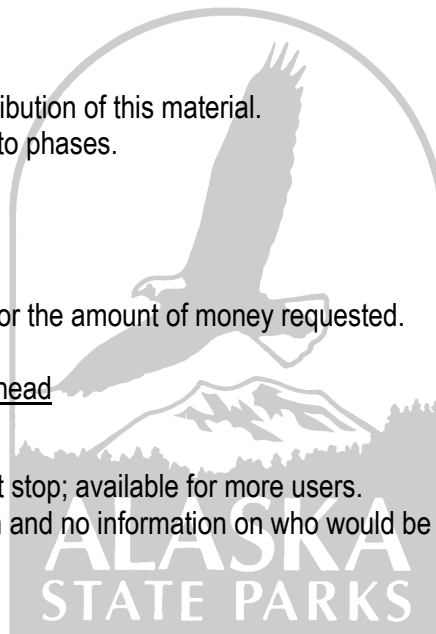 ibution of this material.
to phases.
or the amount of money requested.
head
t stop; available for more users.
and no information on who would be
ALASKA
STATE PARKS